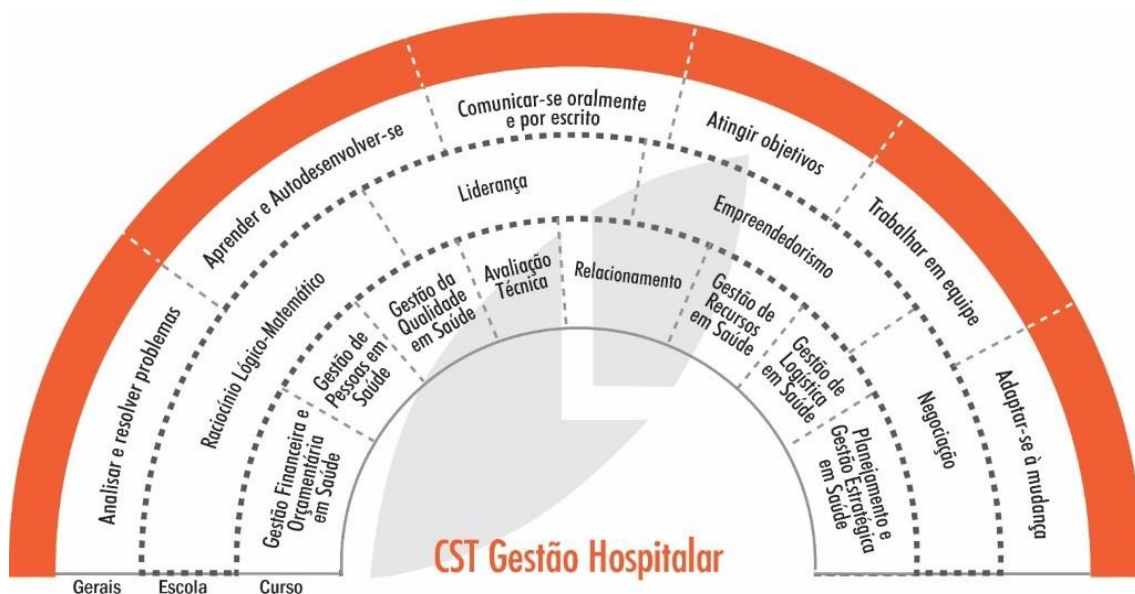 Analisar e resolver problemas
Aprender e Autodesenvolver-se
Comunicar-se oralmente
e por escrito
Atingir objetivos
Trabalhar em equipe
Adaptar-se à mudança
Raciocínio Lógico-Matemático
Liderança
Empreendedorismo
Negociação
Gestão Financeira e
Orçamentária
em Saúde
Gestão de
Pessoas em
Saúde
Gestão da
Qualidade
em Saúde
Avaliação
Técnica
Relacionamento
Gestão de
Recursos
em Saúde
Gestão de
Logística
em Saúde
Planejamento e
Gestão Estratégica
em Saúde
CST Gestão Hospitalar
Gerais
Escola
Curso